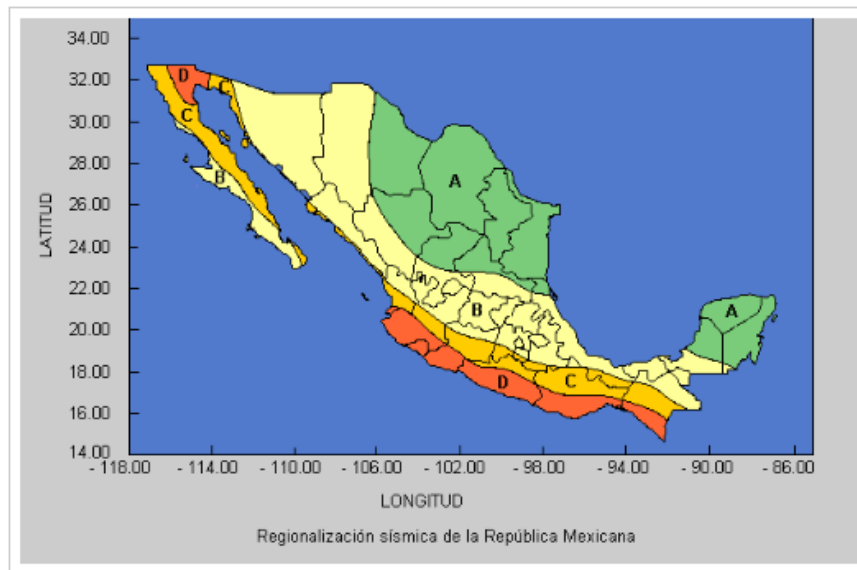 34.00
32.00
30.00
28.00
26.00
24.00
22.00
20.00
18.00
16.00
14.00
LATITUD
D
C
C
B
A
B
A
D
C
- 118.00 - 114.00 - 110.00 - 106.00 - 102.00 - 98.00 - 94.00 - 90.00 - 86.00
LONGITUD
Regionalización sísmica de la República Mexicana